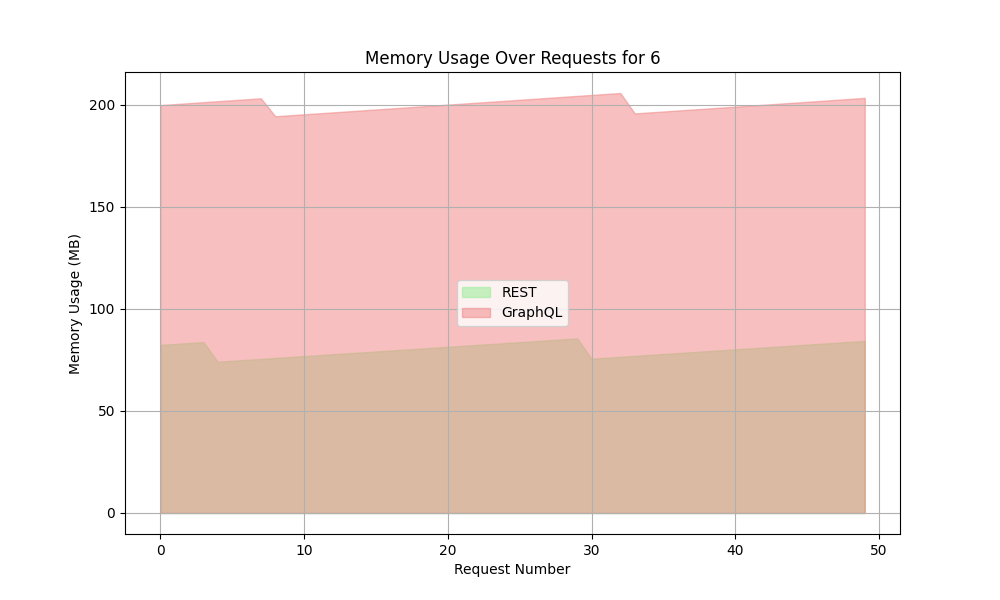 Memory Usage Over Requests for 6
Memory Usage (MB)
200
150
100
50
0
REST
GraphQL
0 10 20 30 40 50
Request Number